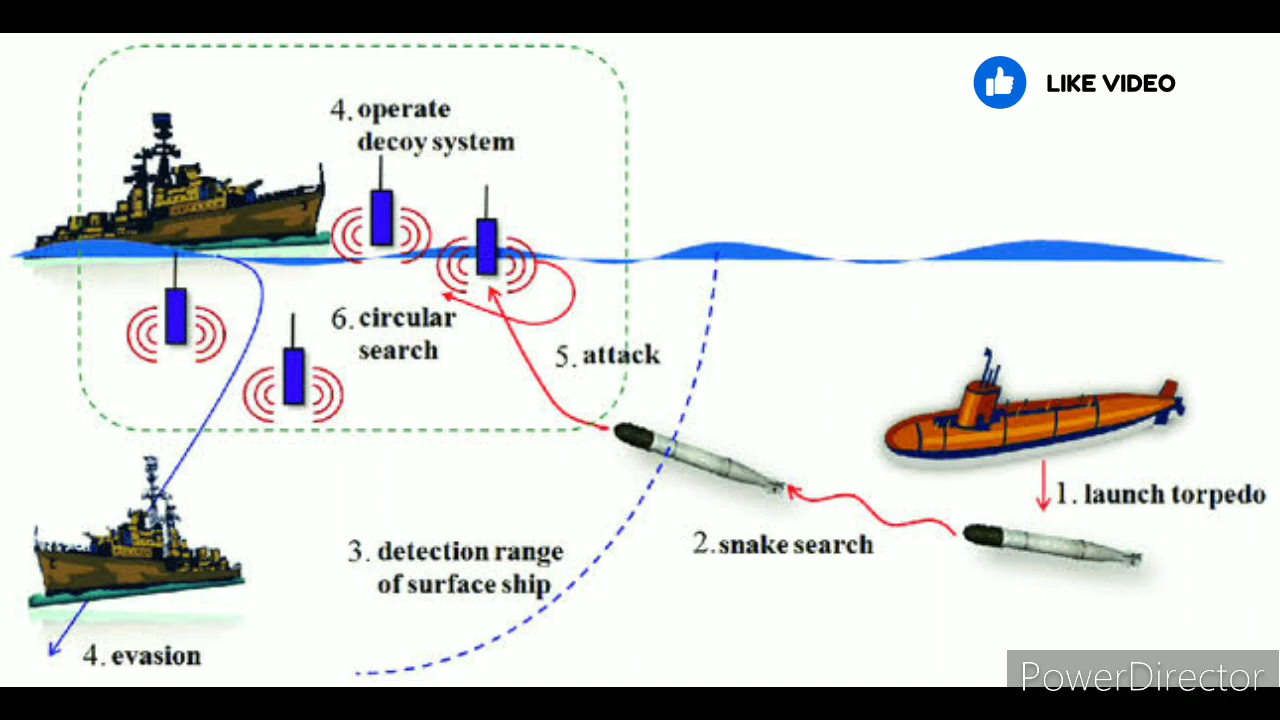 LIKE VIDEO
4. operate
decoy system
6. circular
search
5. attack
1. launch torpedo
2. snake search
3. detection range
of surface ship
4. evasion
PowerDirector